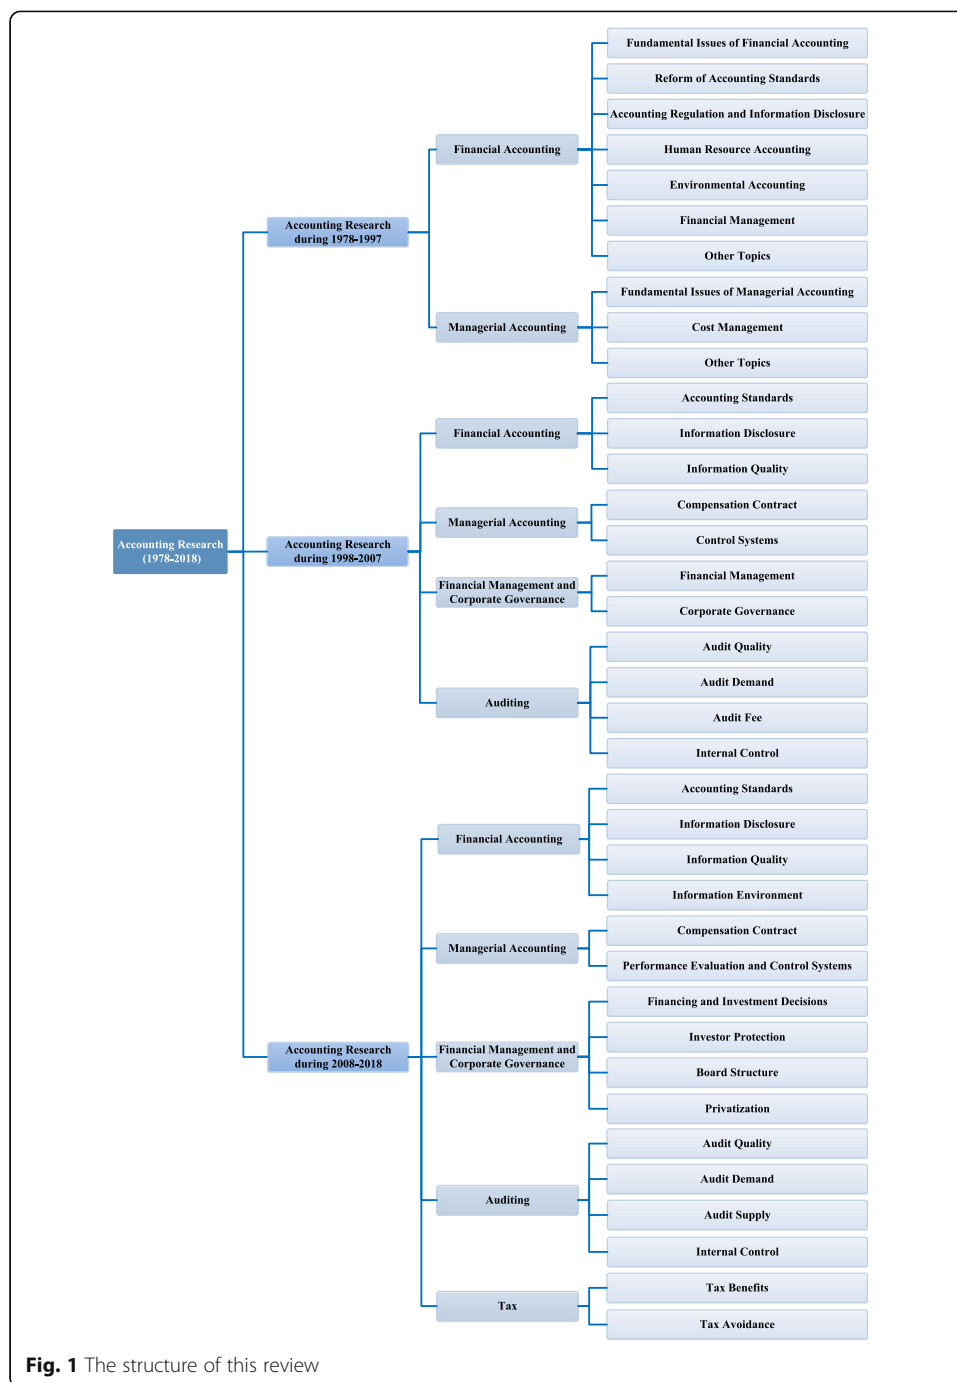 Accounting Research
(1978-2018)
Accounting Research
during 1978-1997
Financial Accounting
Fundamental Issues of Financial Accounting
Reform of Accounting Standards
Accounting Regulation and Information Disclosure
Human Resource Accounting
Environmental Accounting
Financial Management
Other Topics
Managerial Accounting
Fundamental Issues of Managerial Accounting
Cost Management
Other Topics
Accounting Research
during 1998-2007
Financial Accounting
Accounting Standards
Information Disclosure
Information Quality
Managerial Accounting
Compensation Contract
Control Systems
Financial Management and
Corporate Governance
Financial Management
Corporate Governance
Auditing
Audit Quality
Audit Demand
Audit Fee
Internal Control
Accounting Research
during 2008-2018
Financial Accounting
Accounting Standards
Information Disclosure
Information Quality
Information Environment
Managerial Accounting
Compensation Contract
Performance Evaluation and Control Systems
Financial Management and
Corporate Governance
Financing and Investment Decisions
Investor Protection
Board Structure
Privatization
Auditing
Audit Quality
Audit Demand
Audit Supply
Internal Control
Tax
Tax Benefits
Tax Avoidance
Fig. 1 The structure of this review